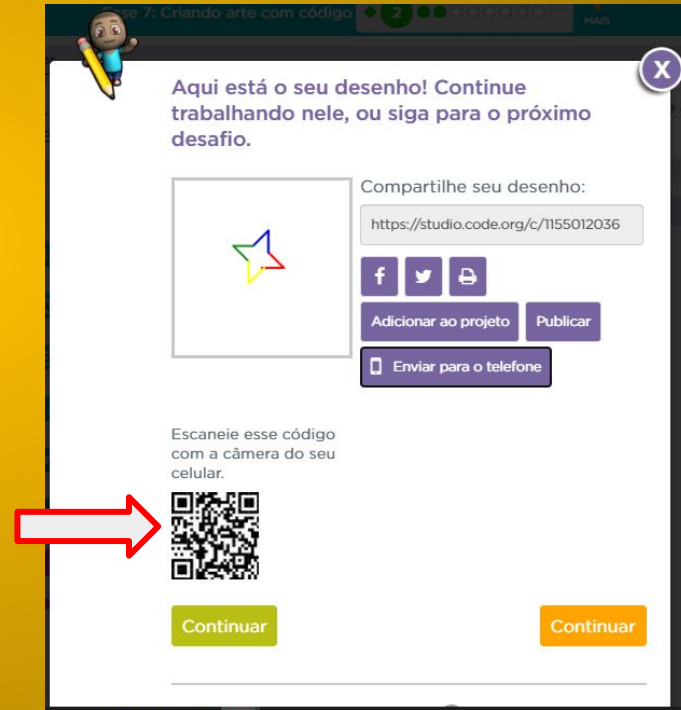 Fase 7: Criando arte com código
2
MAIS
X
Aqui está o seu desenho! Continue
trabalhando nele, ou siga para o próximo
desafio.
Compartilhe seu desenho:
https://studio.code.org/c/1155012036
Adicionar ao projeto
Publicar
Enviar para o telefone
Escaneie esse código
com a câmera do seu
celular.
Continuar
Continuar